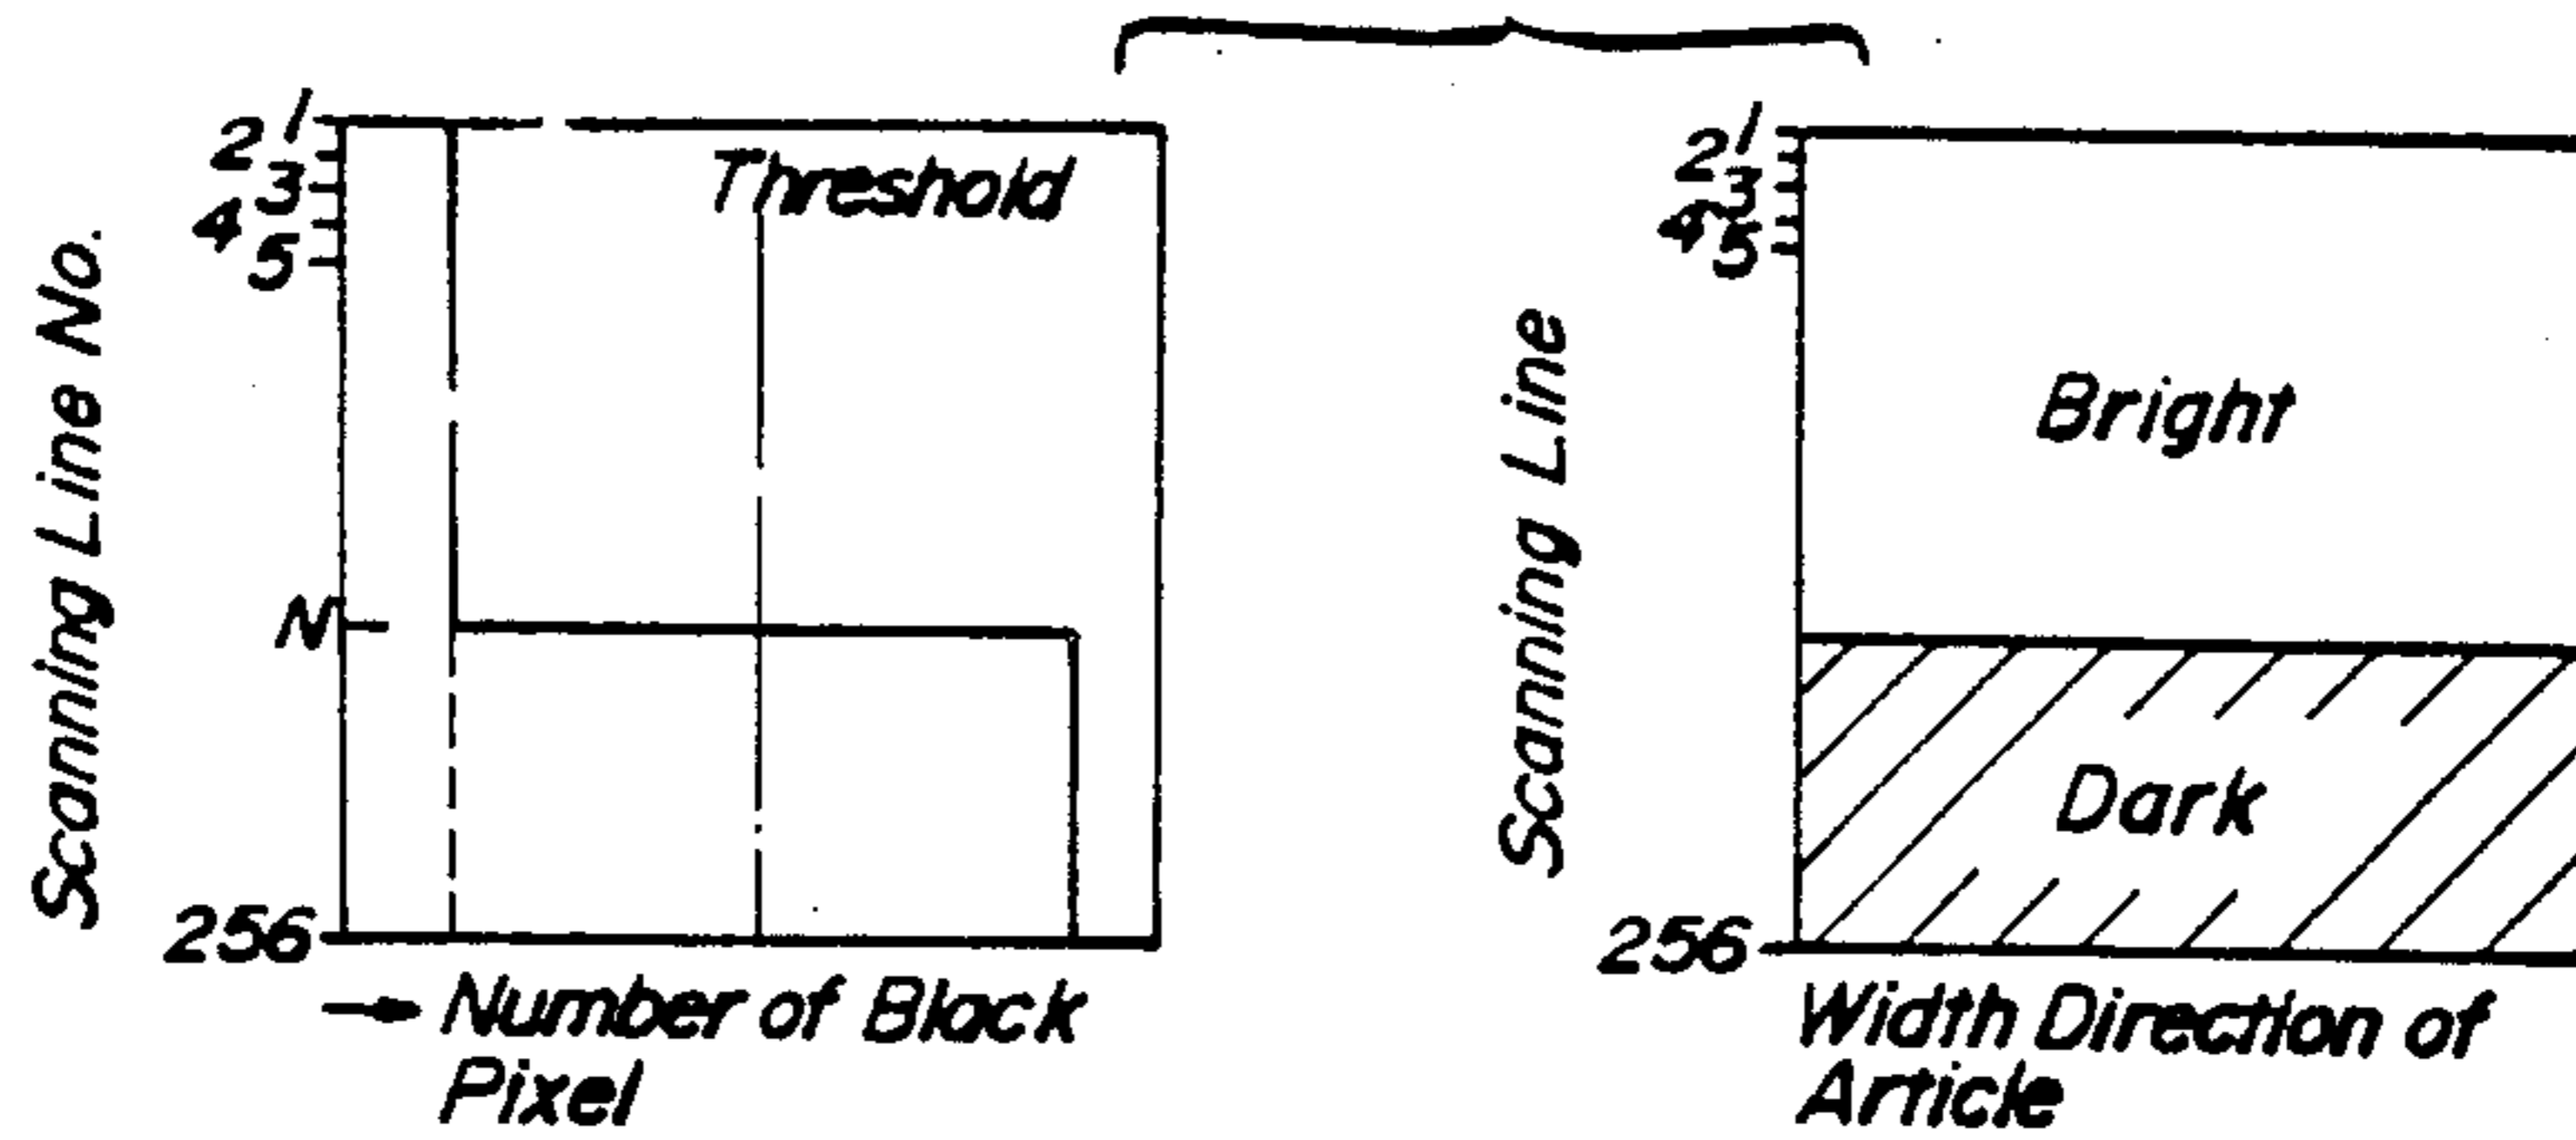 Scanning Line No.
1
2
3
4
5
N
256
Threshold
→ Number of Black
Pixel
Scanning Line
1
2
3
4
5
256
Bright
Dark
Width Direction of
Article